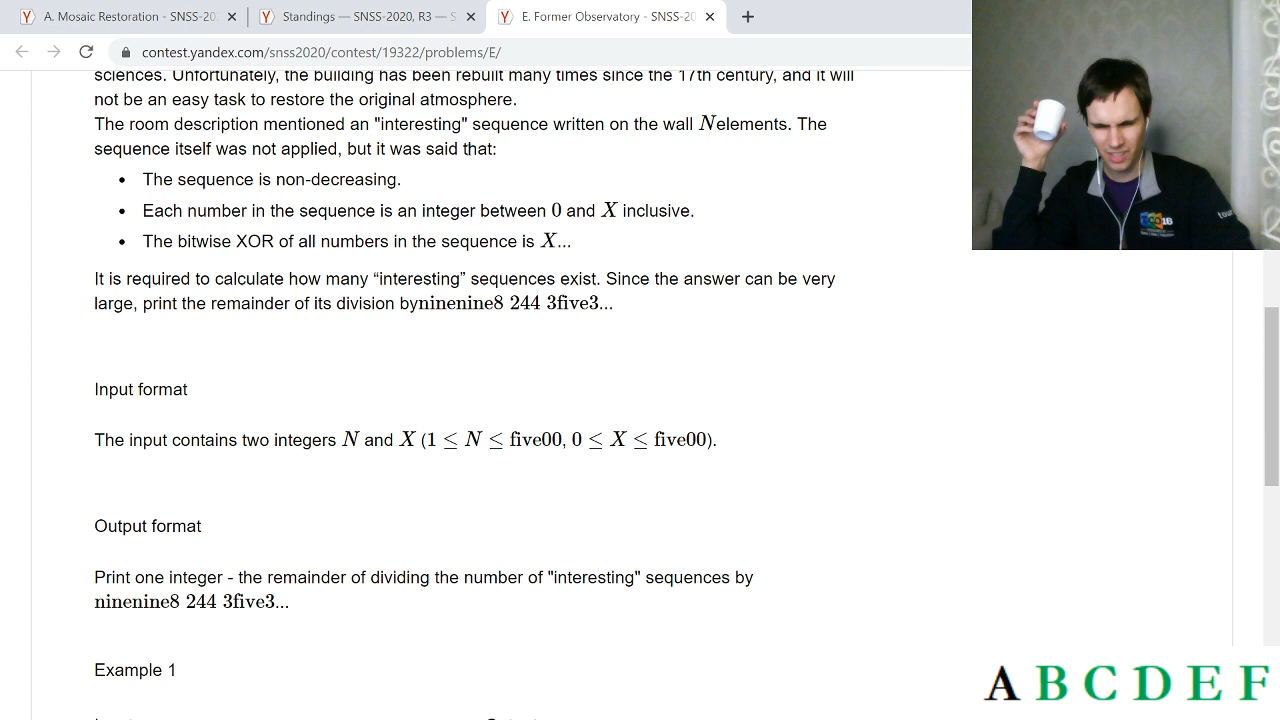 A. Mosaic Restoration - SNSS-20
Standings — SNSS-2020, R3 — S
E. Former Observatory - SNSS-20
contest.yandex.com/snss2020/contest/19322/problems/E/
sciences. Unfortunately, the building has been rebuilt many times since the 17th century, and it will
not be an easy task to restore the original atmosphere.
The room description mentions an "interesting" sequence written on the wall N elements. The
sequence itself was not applied, but it was said that:
• The sequence is non-decreasing.
• Each number in the sequence is an integer between 0 and X inclusive.
• The bitwise XOR of all numbers in the sequence is X...
It is required to calculate how many “interesting” sequences exist. Since the answer can be very
large, print the remainder of its division byninenine8 244 3five3...
Input format
The input contains two integers N and X (1 ≤ N ≤ five00, 0 ≤ X ≤ five00).
Output format
Print one integer - the remainder of dividing the number of "interesting" sequences by
ninenine8 244 3five3...
Example 1
A B C D E F